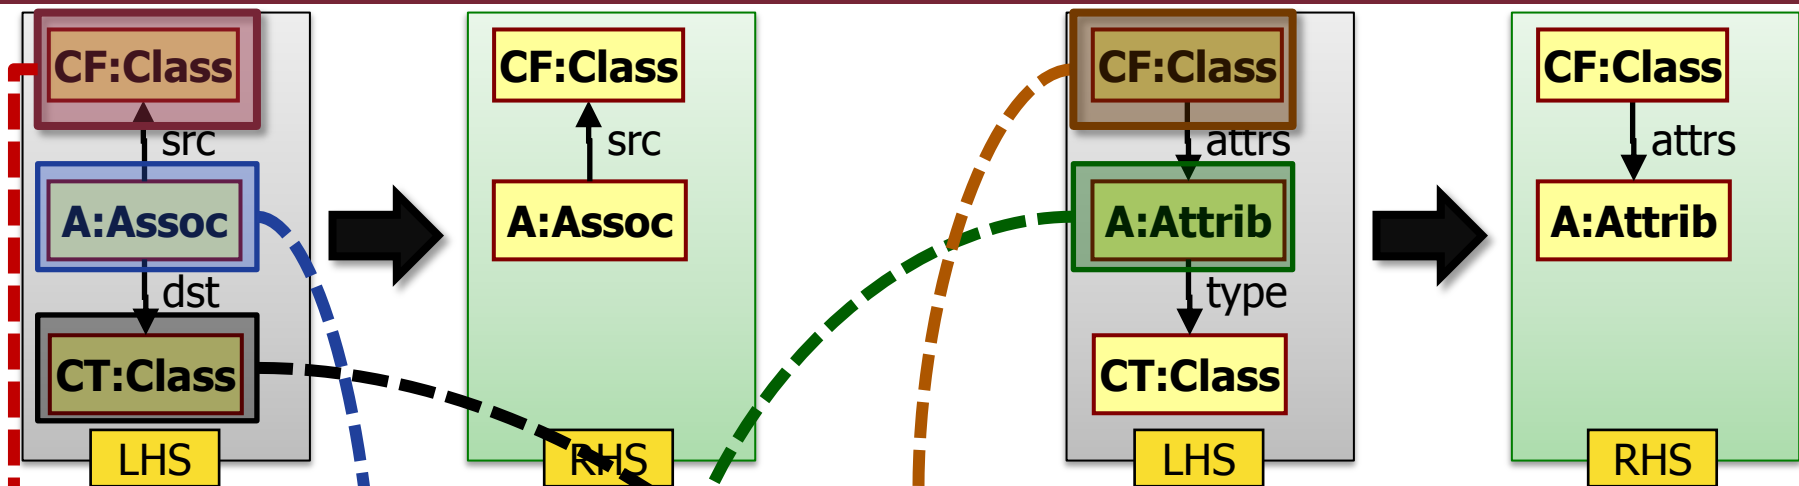 CF:Class
src
A:Assoc
dst
CT:Class
LHS
CF:Class
src
A:Assoc
RHS
CF:Class
attrs
A:Attrib
type
CT:Class
LHS
CF:Class
attrs
A:Attrib
RHS